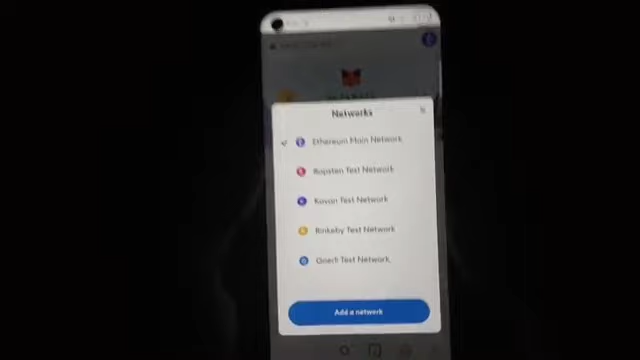 Networks
Ethereum Main Network
Ropsten Test Network
Kovan Test Network
Rinkeby Test Network
Goerli Test Network
Add a network